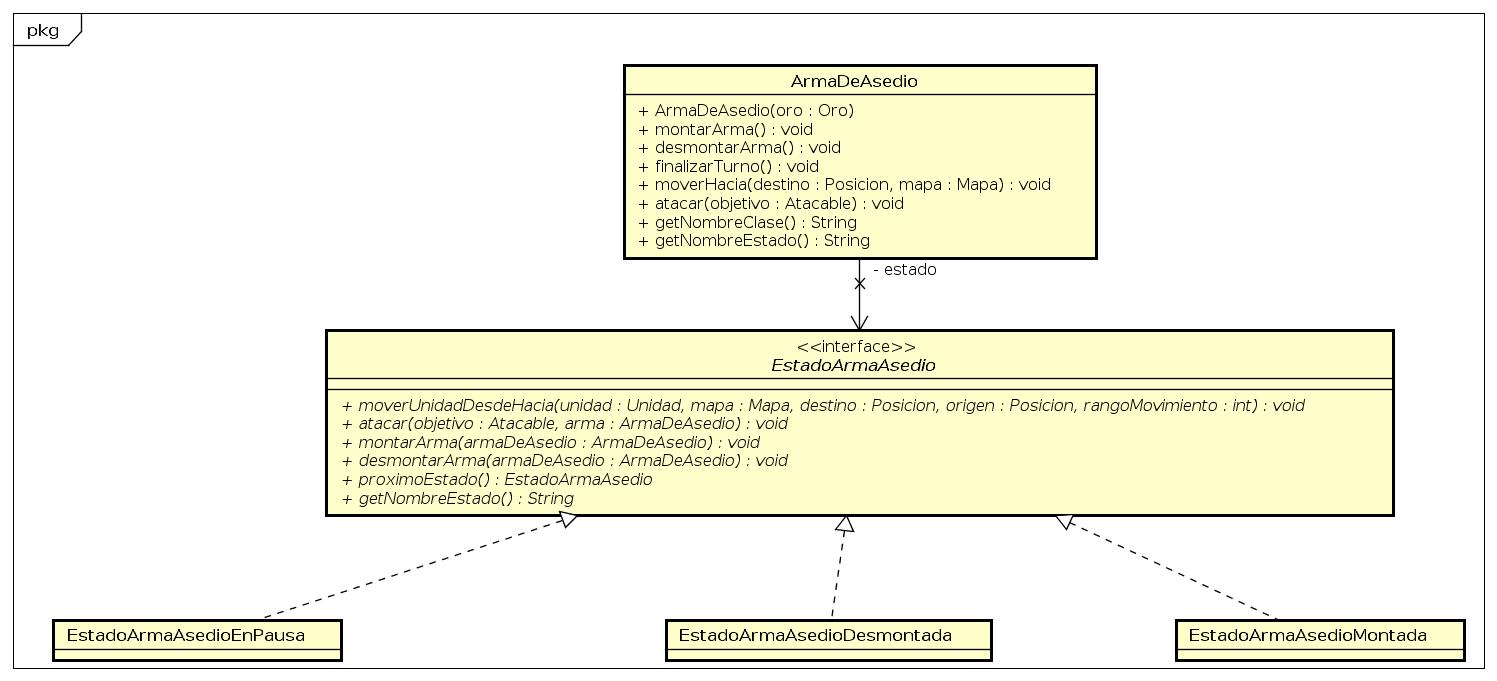 pkg
ArmaDeAsedio
+ ArmaDeAsedio(oro : Oro)
+ montarArma() : void
+ desmontarArma() : void
+ finalizarTurno() : void
+ moverHacia(destino : Posicion, mapa : Mapa) : void
+ atacar(objetivo : Atacable) : void
+ getNombreClase() : String
+ getNombreEstado() : String
- estado
<<interface>>
EstadoArmaAsedio
+ moverUnidadDesdeHacia(unidad : Unidad, mapa : Mapa, destino : Posicion, origen : Posicion, rangoMovimiento : int) : void
+ atacar(objetivo : Atacable, arma : ArmaDeAsedio) : void
+ montarArma(armaDeAsedio : ArmaDeAsedio) : void
+ desmontarArma(armaDeAsedio : ArmaDeAsedio) : void
+ proximoEstado() : EstadoArmaAsedio
+ getNombreEstado() : String
EstadoArmaAsedioEnPausa
EstadoArmaAsedioDesmontada
EstadoArmaAsedioMontada